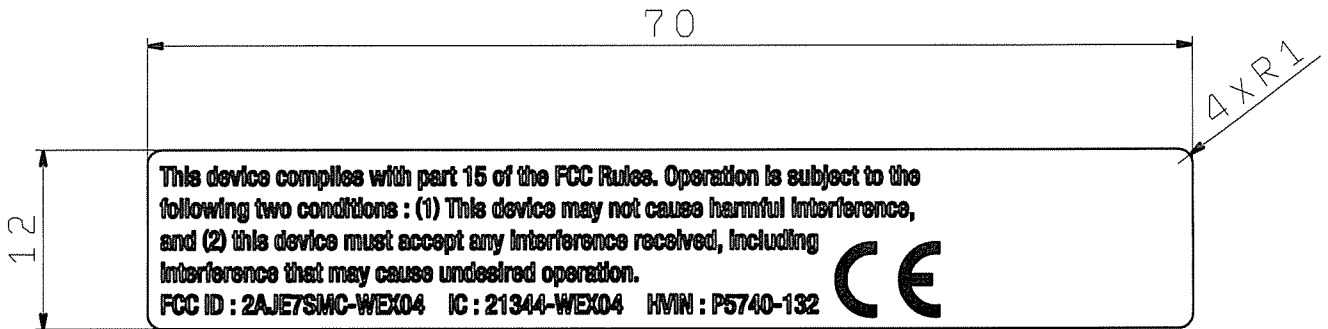 70
4xR1
12
This device complies with part 15 of the FCC Rules. Operation is subject to the
following two conditions : (1) This device may not cause harmful interference,
and (2) this device must accept any interference received, including
interference that may cause undesired operation.
FCC ID : 2AJE7SMC-WEX04 IC : 21344-WEX04 HVIN : P5740-132
CE